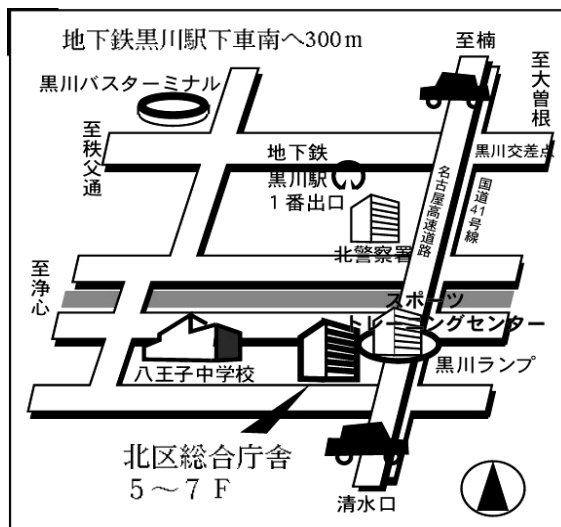 地下鉄黒川駅下車南へ300m
至楠
至大曽根
黒川バスターミナル
至秩父通
地下鉄
黒川駅
1番出口
黒川交差点
名古屋高速道路
国道41号線
北警察署
至浄心
スポーツ
トレーニングセンター
八王子中学校
黒川ランプ
北区総合庁舎
5～7F
清水口